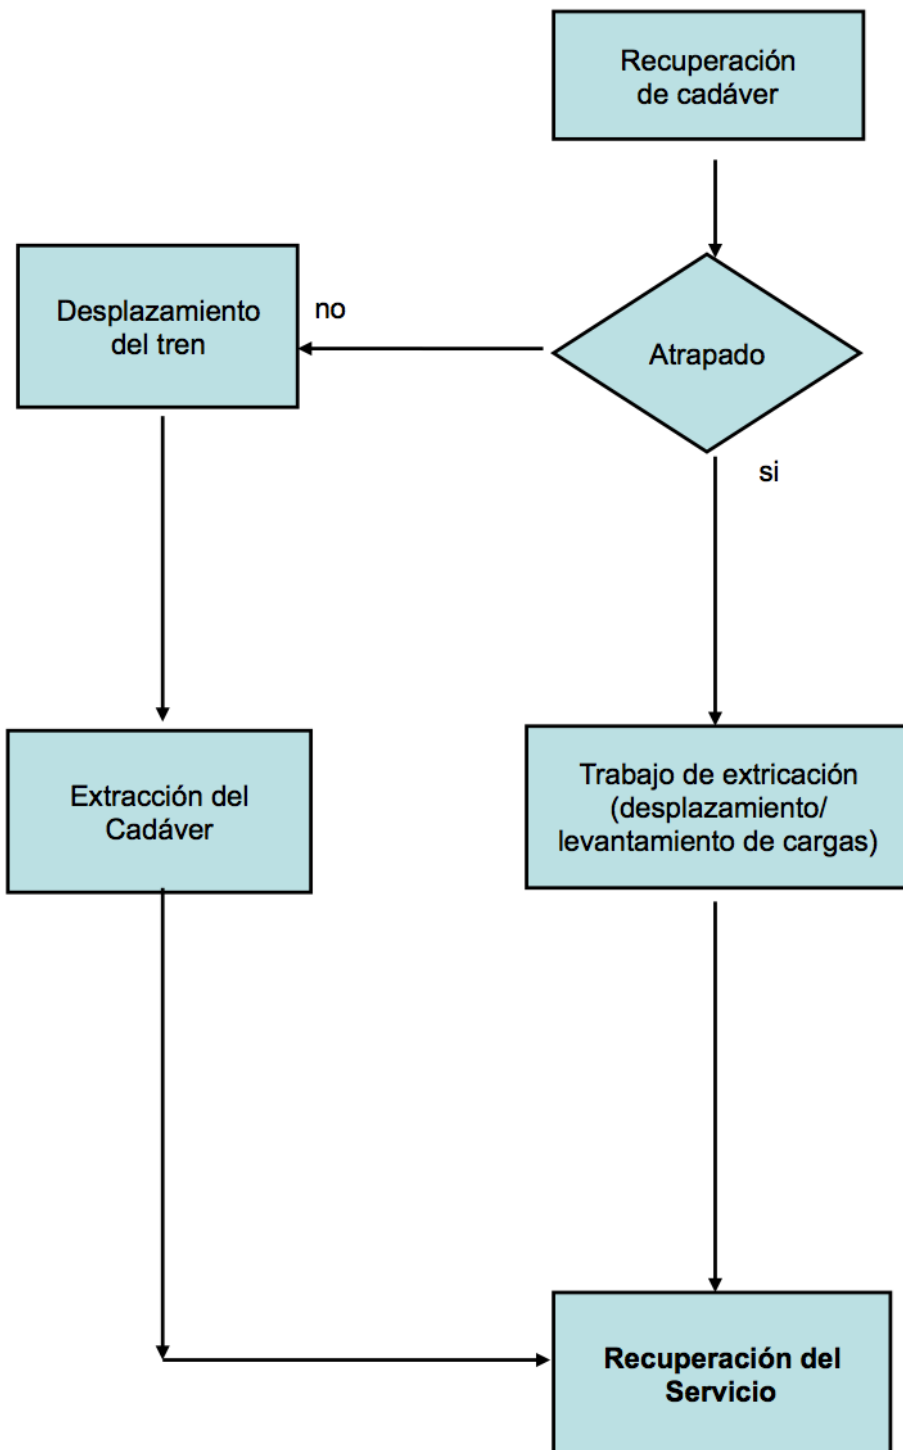 Recuperación
de cadáver
Desplazamiento
del tren
no
Atrapado
si
Extracción del
Cadáver
Trabajo de extricación
(desplazamiento/
levantamiento de cargas)
Recuperación del
Servicio